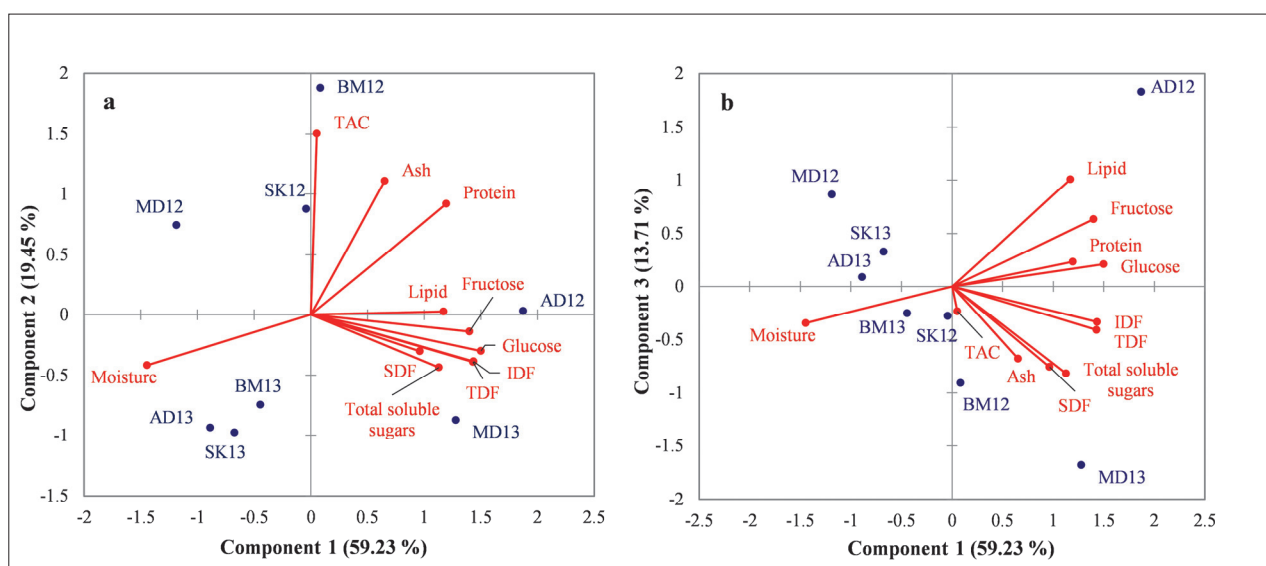 a
BM12
TAC
Ash
Protein
SK12
MD12
Lipid
Fructose
AD12
Glucose
SDF
IDF
TDF
Total soluble
sugars
Moisture
BM13
AD13
SK13
MD13
2
1.5
1
0.5
0
-0.5
-1
-1.5
-2
-1.5
-1
-0.5
0
0.5
1
1.5
2
2.5
Component 2 (19.45 %)
Component 1 (59.23 %)
b
AD12
Lipid
MD12
Fructose
SK13
Protein
AD13
Glucose
Moisture
BM13
SK12
TAC
IDF
TDF
Ash
Total soluble
sugars
SDF
BM12
MD13
2
1.5
1
0.5
0
-0.5
-1
-1.5
-2
-2.5
-2
-1.5
-1
-0.5
0
0.5
1
1.5
2
2.5
Component 3 (13.71 %)
Component 1 (59.23 %)